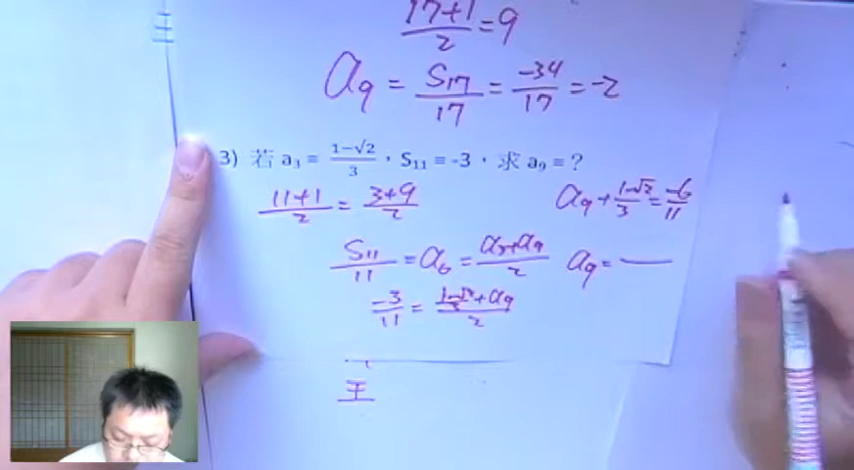 (17+1)/2 = 9
a₉ = S₁₇/17 = -34/17 = -2
3) 若 a₃ = (1-√2)/3，S₁₁ = -3，求 a₉ = ?
(11+1)/2 = (3+9)/2
a₉ + (1-√2)/3 = -6/11
S₁₁/11 = a₆ = (a₃+a₉)/2
a₉ = —
-3/11 = ((1-√2)/3 + a₉)/2